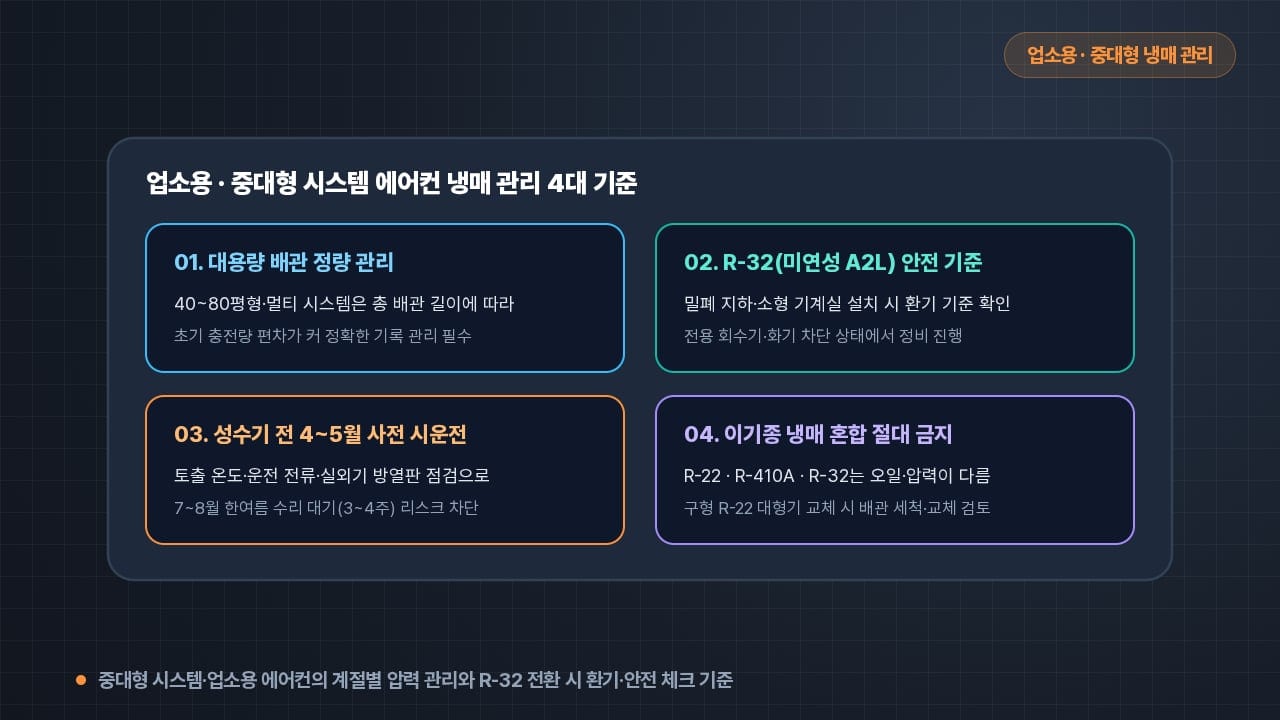 업소용 · 중대형 냉매 관리
업소용 · 중대형 시스템 에어컨 냉매 관리 4대 기준
01. 대용량 배관 정량 관리
40~80평형·멀티 시스템은 총 배관 길이에 따라
초기 충전량 편차가 커 정확한 기록 관리 필수
02. R-32(미연성 A2L) 안전 기준
밀폐 지하·소형 기계실 설치 시 환기 기준 확인
전용 회수기·화기 차단 상태에서 정비 진행
03. 성수기 전 4~5월 사전 시운전
토출 온도·운전 전류·실외기 방열판 점검으로
7~8월 한여름 수리 대기(3~4주) 리스크 차단
04. 이기종 냉매 혼합 절대 금지
R-22 · R-410A · R-32는 오일·압력이 다름
구형 R-22 대형기 교체 시 배관 세척·교체 검토
중대형 시스템·업소용 에어컨의 계절별 압력 관리와 R-32 전환 시 환기·안전 체크 기준